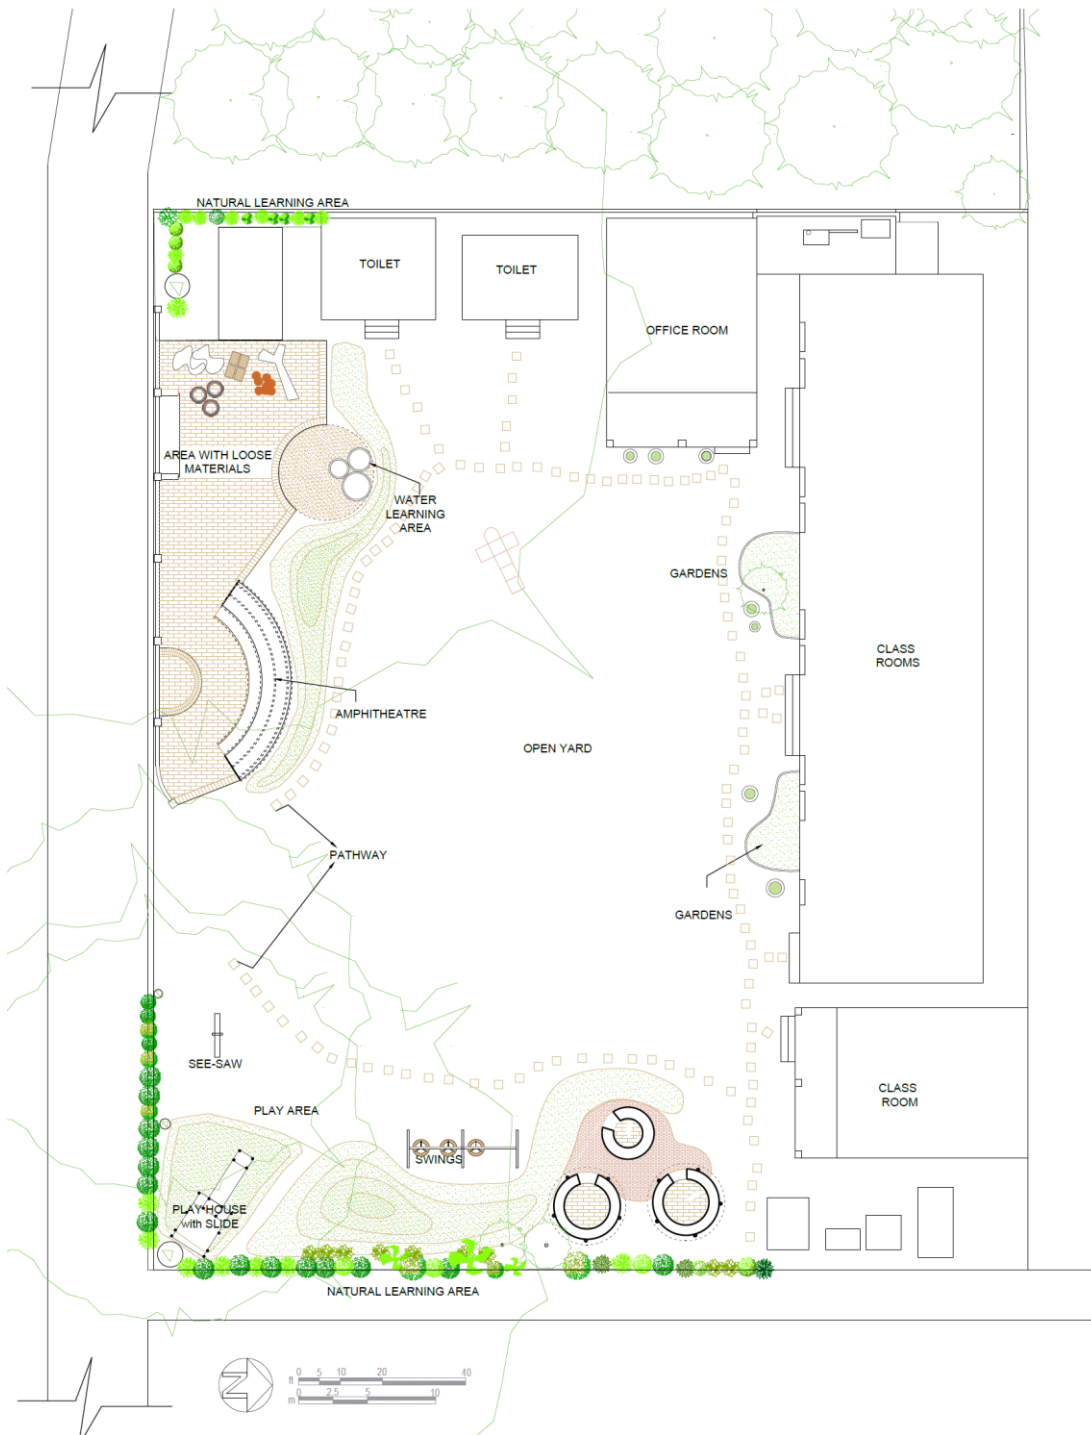 NATURAL LEARNING AREA
TOILET
TOILET
OFFICE ROOM
AREA WITH LOOSE
MATERIALS
WATER
LEARNING
AREA
GARDENS
CLASS
ROOMS
AMPHITHEATRE
OPEN YARD
PATHWAY
GARDENS
SEE-SAW
CLASS
ROOM
PLAY AREA
SWINGS
PLAY HOUSE
with SLIDE
NATURAL LEARNING AREA
N
ft 0 5 10 20 40
m 0 2.5 5 10